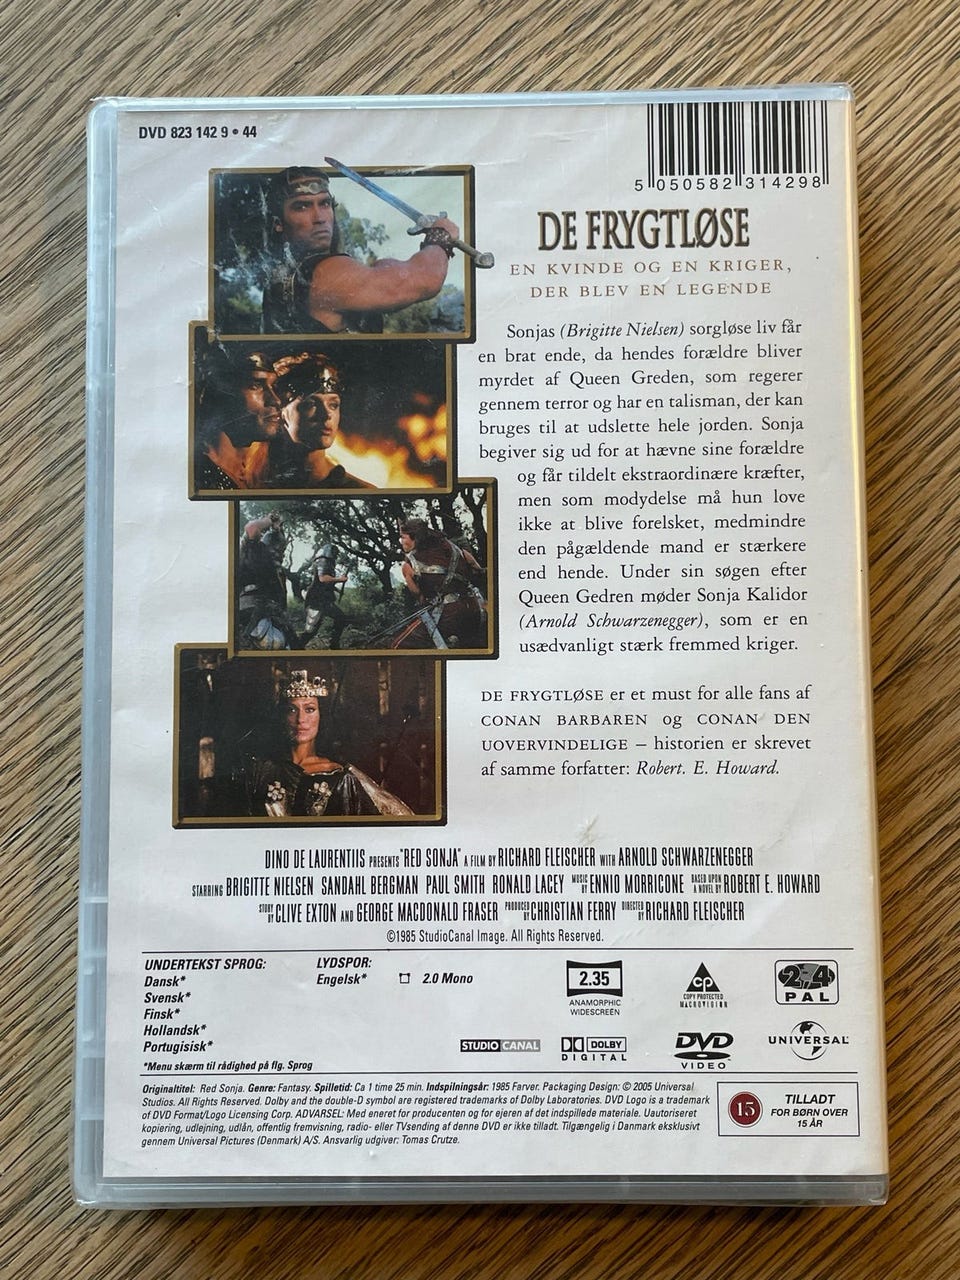 DVD 823 142 9 • 44
5 050582 314298
DE FRYGTLØSE
EN KVINDE OG EN KRIGER,
DER BLEV EN LEGENDE
Sonjas (Brigitte Nielsen) sorgløse liv får
en brat ende, da hendes forældre bliver
myrdet af Queen Greden, som regerer
gennem terror og har en talisman, der kan
bruges til at udslette hele jorden. Sonja
begiver sig ud for at hævne sine forældre
og får tildelt ekstraordinære kræfter,
men som modydelse må hun love
ikke at blive forelsket, medmindre
den pågældende mand er stærkere
end hende. Under sin søgen efter
Queen Gedren møder Sonja Kalidor
(Arnold Schwarzenegger), som er en
usædvanligt stærk fremmed kriger.
DE FRYGTLØSE er et must for alle fans af
CONAN BARBAREN og CONAN DEN
UOVERVINDELIGE – historien er skrevet
af samme forfatter: Robert. E. Howard.
DINO DE LAURENTIIS PRESENTS "RED SONJA" A FILM BY RICHARD FLEISCHER WITH ARNOLD SCHWARZENEGGER
STARRING BRIGITTE NIELSEN SANDAHL BERGMAN PAUL SMITH RONALD LACEY MUSIC BY ENNIO MORRICONE BASED UPON A NOVEL BY ROBERT E. HOWARD
STORY BY CLIVE EXTON AND GEORGE MACDONALD FRASER PRODUCED BY CHRISTIAN FERRY DIRECTED BY RICHARD FLEISCHER
©1985 StudioCanal Image. All Rights Reserved.
UNDERTEKST SPROG:
Dansk*
Svensk*
Finsk*
Hollandsk*
Portugisisk*
*Menu skærm til rådighed på flg. Sprog
LYDSPOR:
Engelsk* 2.0 Mono
2.35
ANAMORPHIC
WIDESCREEN
CP
COPY PROTECTED
MACROVISION
2 4
PAL
STUDIO CANAL
DOLBY
DIGITAL
DVD
VIDEO
UNIVERSAL
Originaltitel: Red Sonja. Genre: Fantasy. Spilletid: Ca 1 time 25 min. Indspilningsår: 1985 Farver. Packaging Design: © 2005 Universal
Studios. All Rights Reserved. Dolby and the double-D symbol are registered trademarks of Dolby Laboratories. DVD Logo is a trademark
of DVD Format/Logo Licensing Corp. ADVARSEL: Med eneret for producenten og for ejeren af det indspillede materiale. Uautoriseret
kopiering, udlejning, udlån, offentlig fremvisning, radio- eller TVsending af denne DVD er ikke tilladt. Tilgængelig i Danmark eksklusivt
gennem Universal Pictures (Denmark) A/S. Ansvarlig udgiver: Tomas Crutze.
15
TILLADT
FOR BØRN OVER
15 ÅR